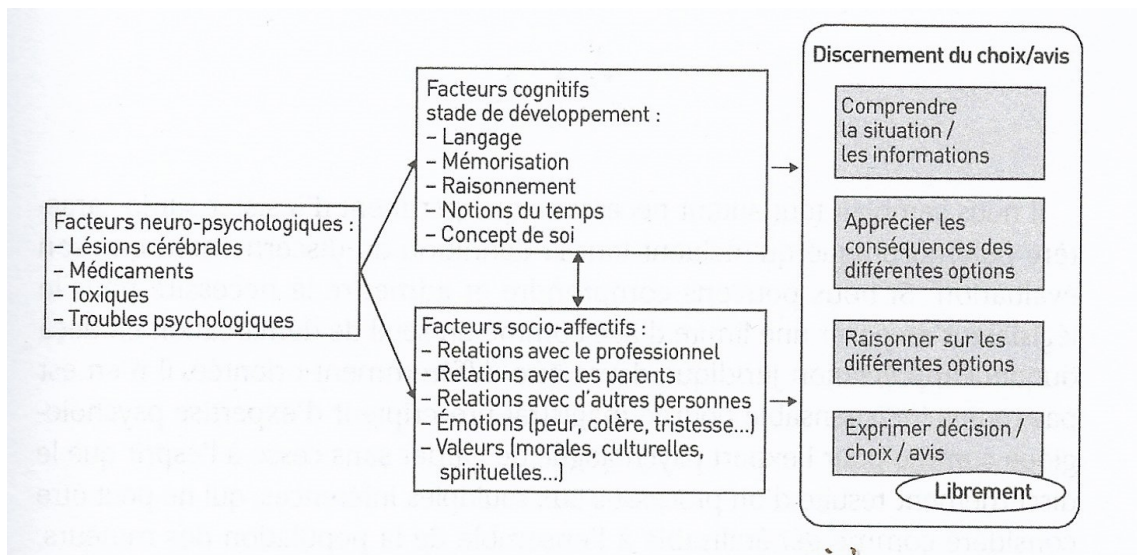 Facteurs neuro-psychologiques :
– Lésions cérébrales
– Médicaments
– Toxiques
– Troubles psychologiques
Facteurs cognitifs
stade de développement :
– Langage
– Mémorisation
– Raisonnement
– Notions du temps
– Concept de soi
Facteurs socio-affectifs :
– Relations avec le professionnel
– Relations avec les parents
– Relations avec d'autres personnes
– Émotions (peur, colère, tristesse...)
– Valeurs (morales, culturelles,
spirituelles...)
Discernement du choix/avis
Comprendre
la situation /
les informations
Apprécier les
conséquences des
différentes options
Raisonner sur les
différentes options
Exprimer décision /
choix / avis
Librement